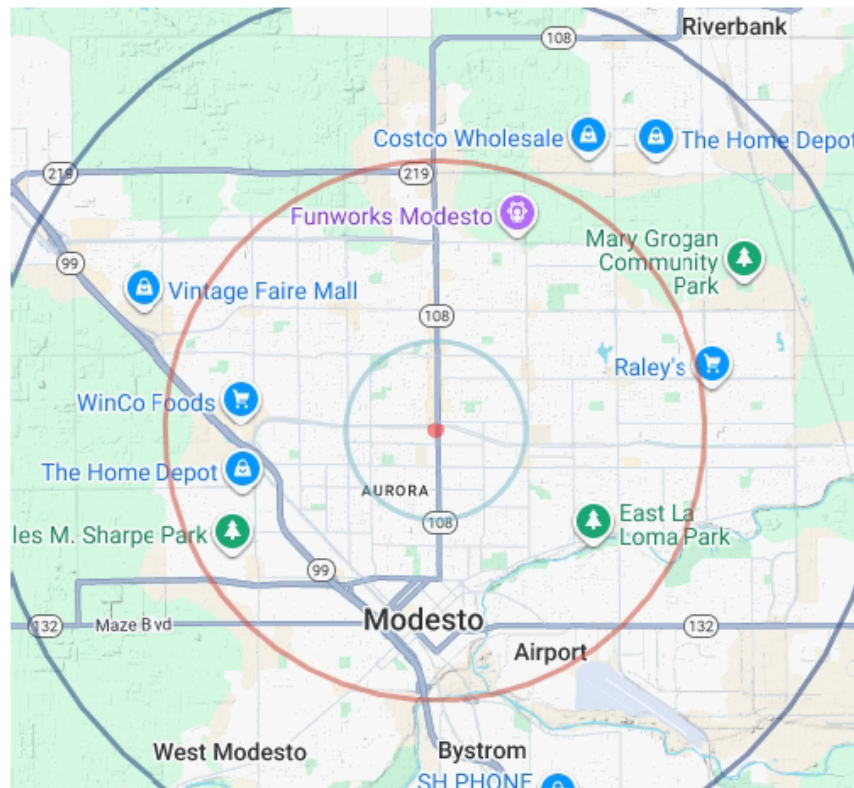 Riverbank
108
Costco Wholesale
The Home Depot
219
219
Funworks Modesto
Mary Grogan
Community
Park
99
Vintage Faire Mall
108
Raley's
WinCo Foods
The Home Depot
AURORA
108
East La
Loma Park
les M. Sharpe Park
99
Modesto
132
Maze Blvd
132
Airport
West Modesto
Bystrom
SH PHONE